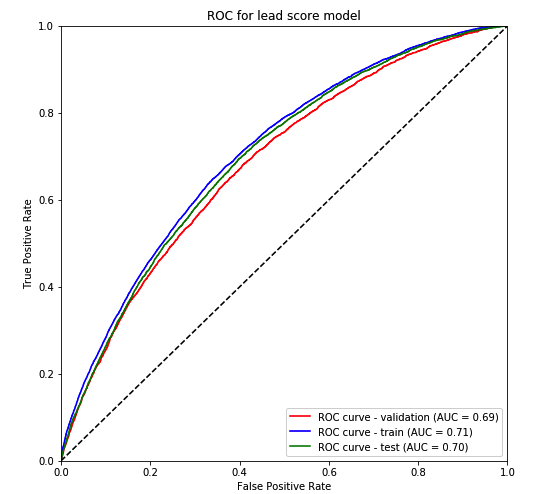 ROC for lead score model
1.0
0.8
0.6
0.4
0.2
0.0
True Positive Rate
0.0 0.2 0.4 0.6 0.8 1.0
False Positive Rate
ROC curve - validation (AUC = 0.69)
ROC curve - train (AUC = 0.71)
ROC curve - test (AUC = 0.70)